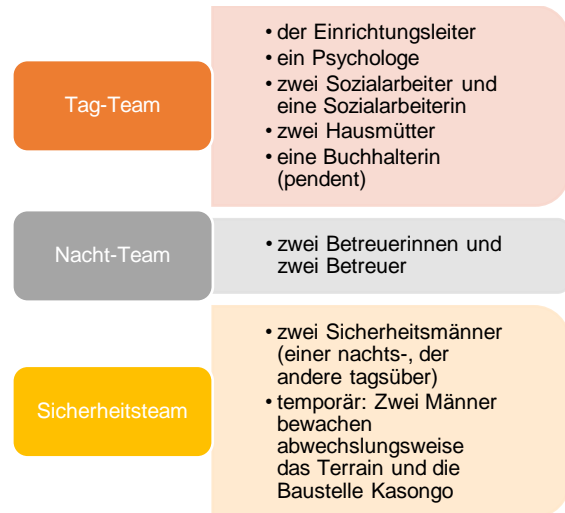 Tag-Team
• der Einrichtungsleiter
• ein Psychologe
• zwei Sozialarbeiter und
eine Sozialarbeiterin
• zwei Hausmütter
• eine Buchhalterin
(pendent)
Nacht-Team
• zwei Betreuerinnen und
zwei Betreuer
Sicherheitsteam
• zwei Sicherheitsmänner
(einer nachts-, der
andere tagsüber)
• temporär: Zwei Männer
bewachen
abwechslungsweise
das Terrain und die
Baustelle Kasongo